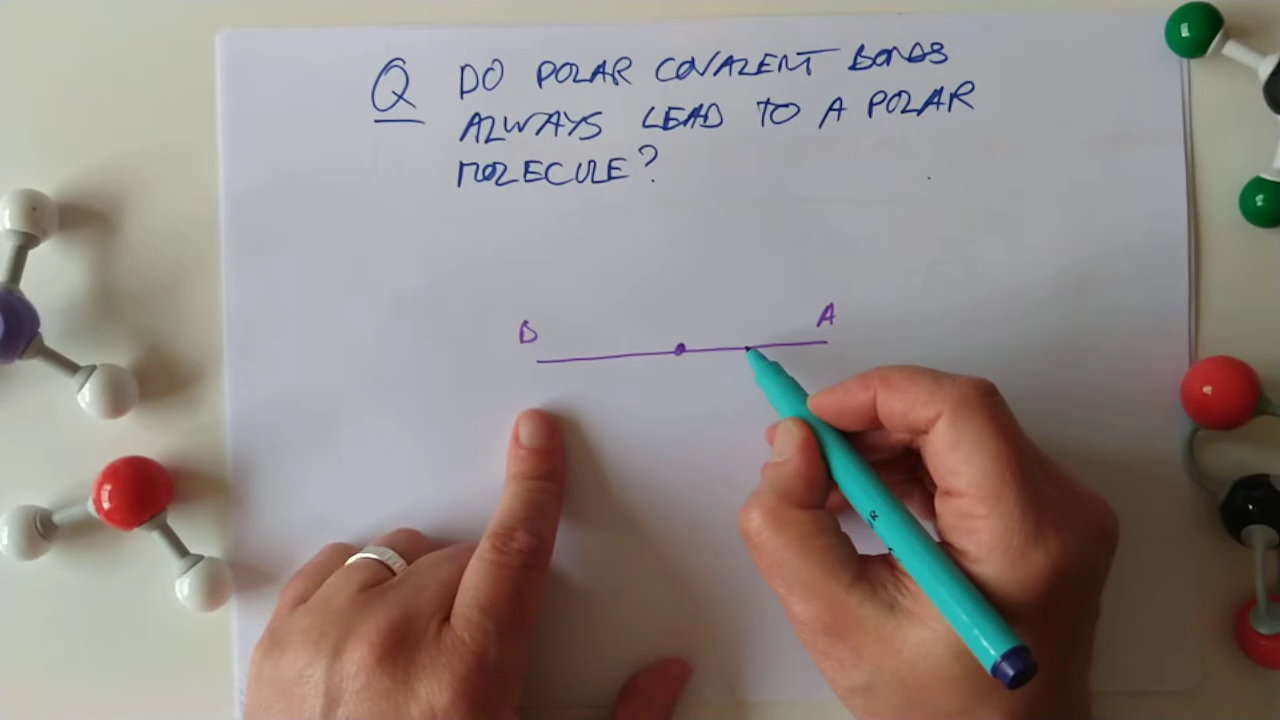 Q DO POLAR COVALENT BONDS
ALWAYS LEAD TO A POLAR
MOLECULE?
B A